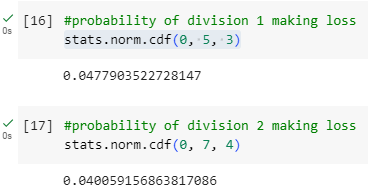 [16] #probability of division 1 making loss
0s stats.norm.cdf(0, 5, 3)
0.0477903522728147
[17] #probability of division 2 making loss
0s stats.norm.cdf(0, 7, 4)
0.040059156863817086